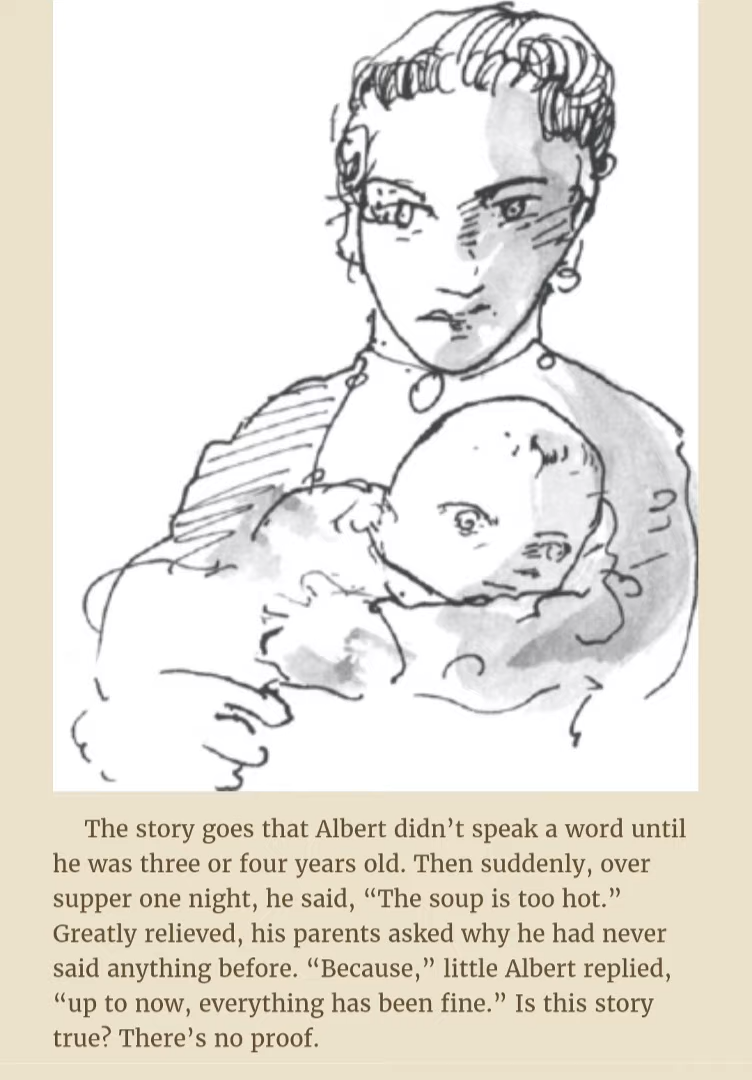 The story goes that Albert didn’t speak a word until
he was three or four years old. Then suddenly, over
supper one night, he said, “The soup is too hot.”
Greatly relieved, his parents asked why he had never
said anything before. “Because,” little Albert replied,
“up to now, everything has been fine.” Is this story
true? There’s no proof.